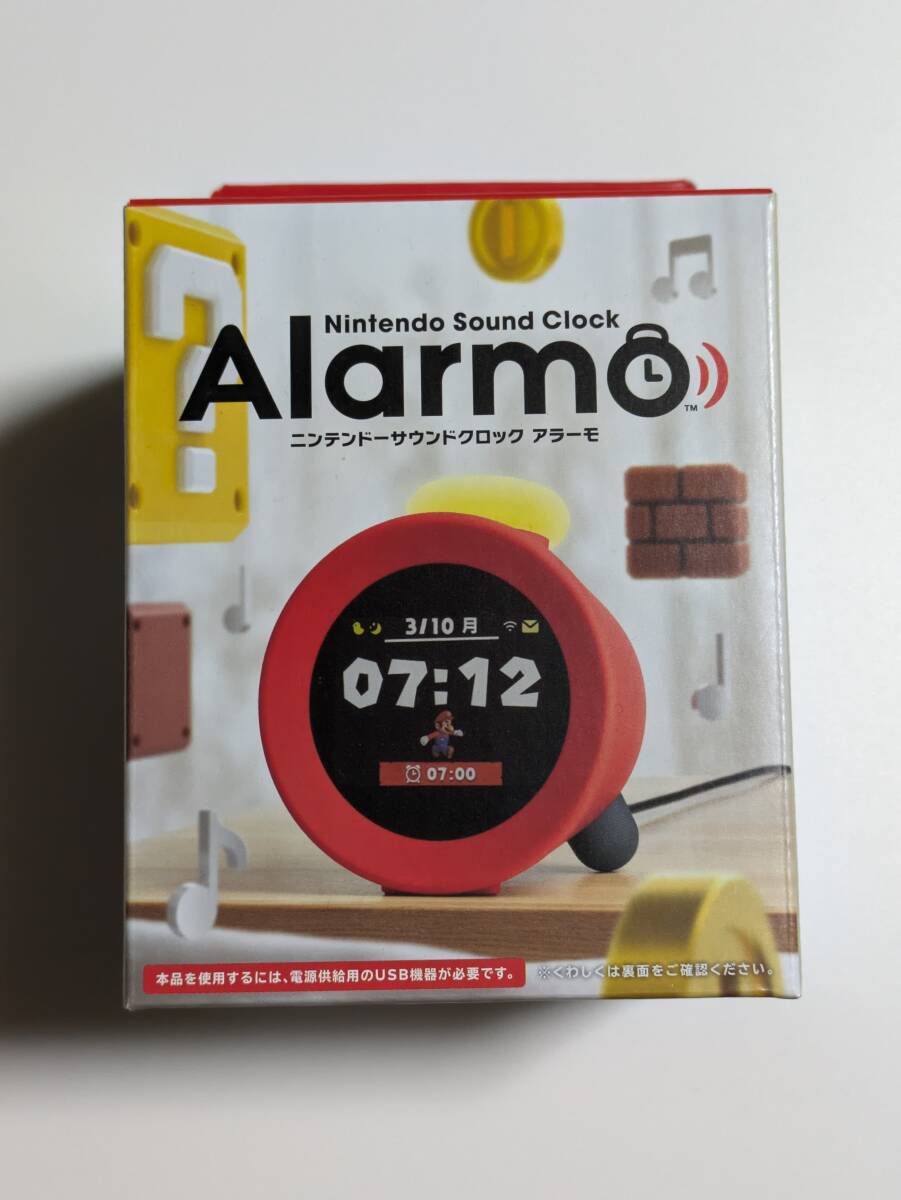 Nintendo Sound Clock
Alarmo
TM
ニンテンドーサウンドクロック アラーモ
3/10 月
07:12
07:00
本品を使用するには、電源供給用のUSB機器が必要です。 ※くわしくは裏面をご確認ください。